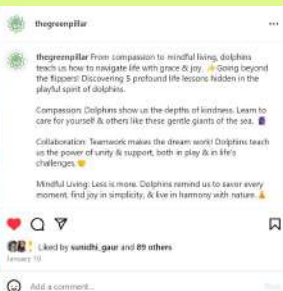 thegreenpillar
thegreenpillar From compassion to mindful living, dolphins
teach us how to navigate life with grace & joy. ✨ Going beyond
the flippers! Discovering 5 profound life lessons hidden in the
playful spirit of dolphins.
Compassion: Dolphins show us the depths of kindness. Learn to
care for yourself & others like these gentle giants of the sea.
Collaboration: Teamwork makes the dream work! Dolphins teach
us the power of unity & support, both in play & in life's
challenges.
Mindful Living: Less is more. Dolphins remind us to savor every
moment, find joy in simplicity, & live in harmony with nature.
Liked by sunidhi_gaur and 89 others
January 10
Add a comment...
Post